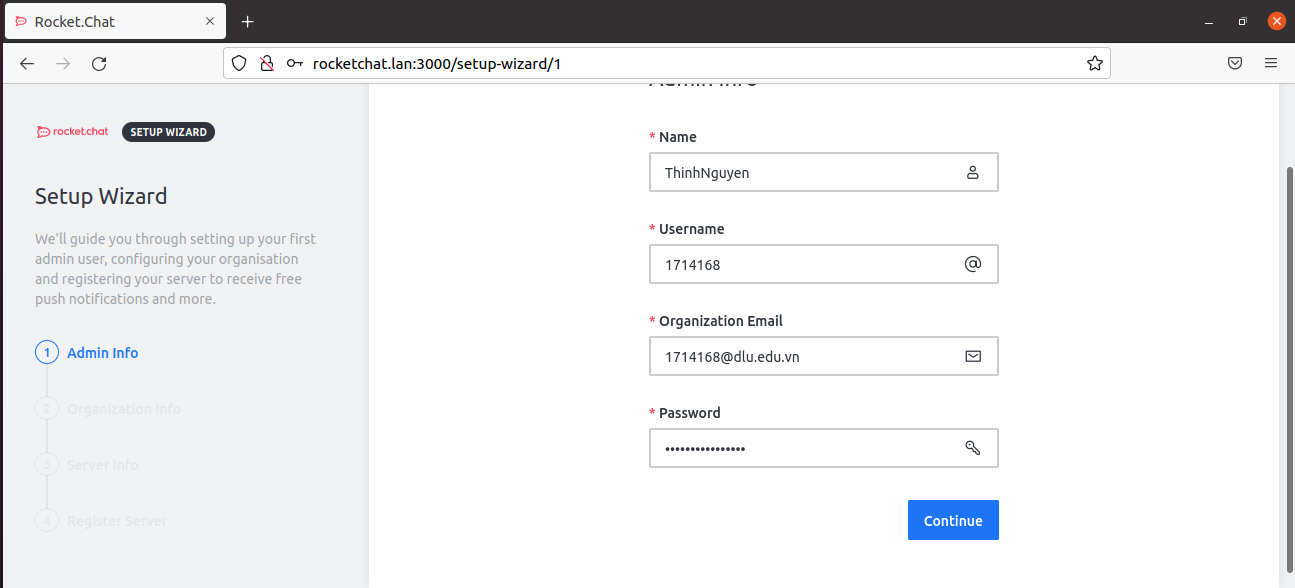 Rocket.Chat
rocketchat.lan:3000/setup-wizard/1
rocket.chat SETUP WIZARD
Setup Wizard
We'll guide you through setting up your first
admin user, configuring your organisation
and registering your server to receive free
push notifications and more.
1 Admin Info
2 Organization Info
3 Server Info
4 Register Server
Admin Info
* Name
ThinhNguyen
* Username
1714168
@
* Organization Email
1714168@dlu.edu.vn
* Password
••••••••••••••••
Continue